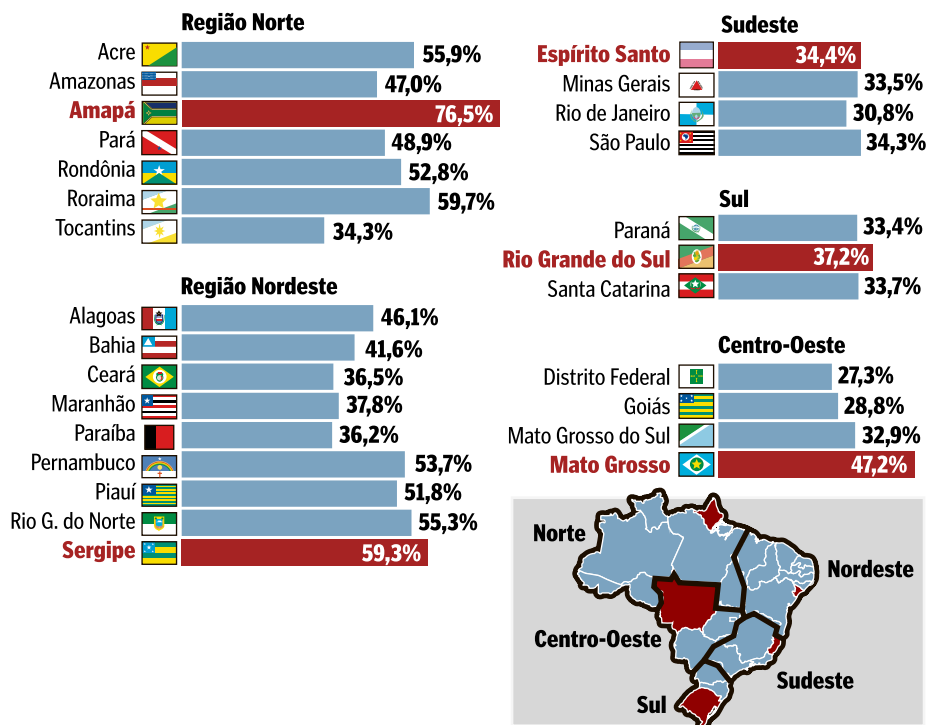 Região Norte
Acre 55,9%
Amazonas 47,0%
Amapá 76,5%
Pará 48,9%
Rondônia 52,8%
Roraima 59,7%
Tocantins 34,3%
Região Nordeste
Alagoas 46,1%
Bahia 41,6%
Ceará 36,5%
Maranhão 37,8%
Paraíba 36,2%
Pernambuco 53,7%
Piauí 51,8%
Rio G. do Norte 55,3%
Sergipe 59,3%
Sudeste
Espírito Santo 34,4%
Minas Gerais 33,5%
Rio de Janeiro 30,8%
São Paulo 34,3%
Sul
Paraná 33,4%
Rio Grande do Sul 37,2%
Santa Catarina 33,7%
Centro-Oeste
Distrito Federal 27,3%
Goiás 28,8%
Mato Grosso do Sul 32,9%
Mato Grosso 47,2%
Norte
Nordeste
Centro-Oeste
Sudeste
Sul